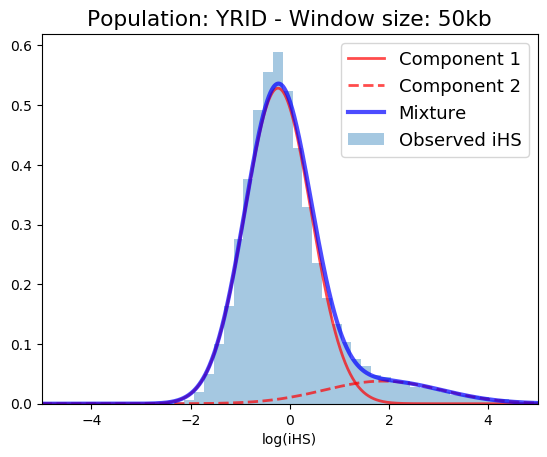 Population: YRID - Window size: 50kb
0.6
0.5
0.4
0.3
0.2
0.1
0.0
Component 1
Component 2
Mixture
Observed iHS
−4 −2 0 2 4
log(iHS)